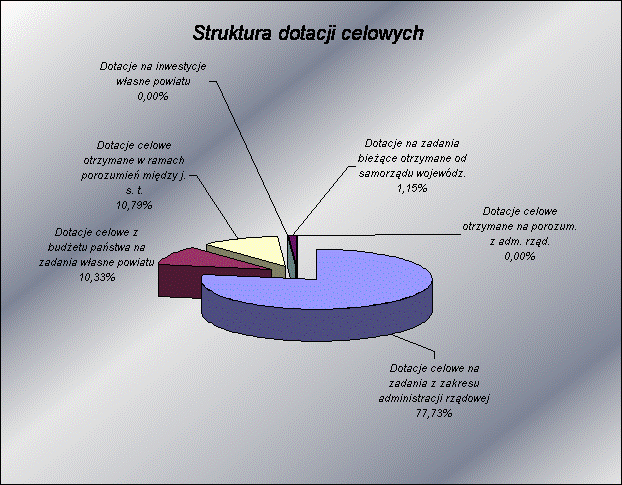 Struktura dotacji celowych
Dotacje na inwestycje
własne powiatu
0,00%
Dotacje celowe
otrzymane w ramach
porozumień między j.
s. t.
10,79%
Dotacje na zadania
bieżące otrzymane od
samorządu wojewódz.
1,15%
Dotacje celowe
otrzymane na porozum.
z adm. rząd.
0,00%
Dotacje celowe z
budżetu państwa na
zadania własne powiatu
10,33%
Dotacje celowe na
zadania z zakresu
administracji rządowej
77,73%